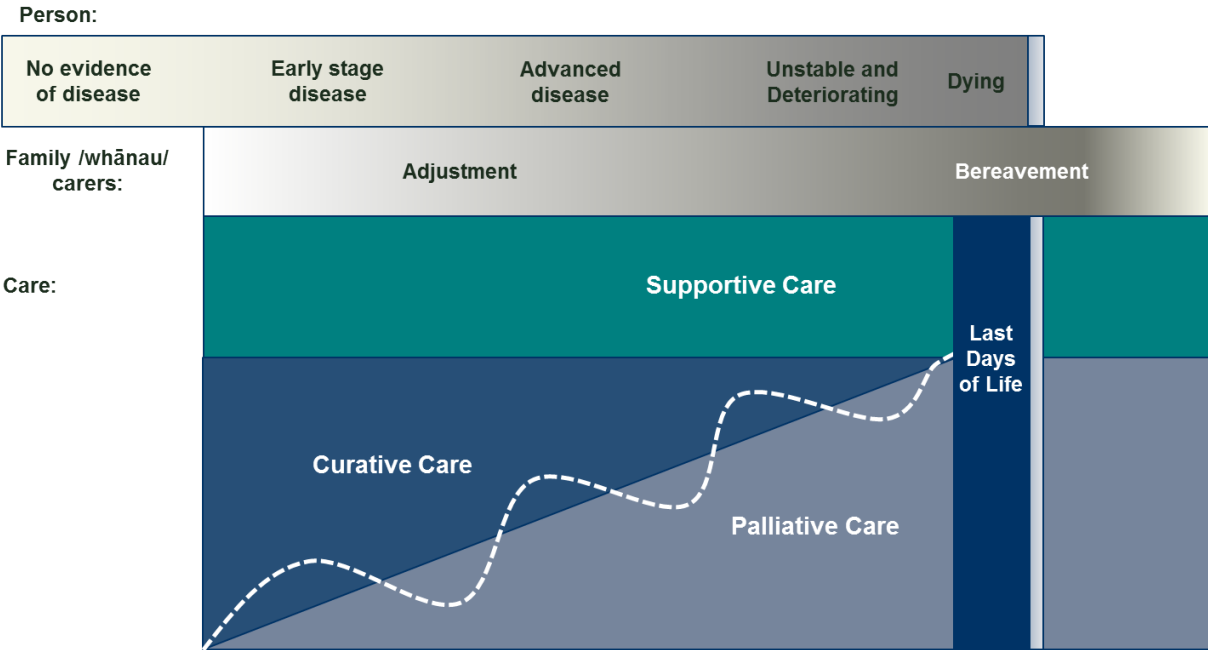 Person:
No evidence
of disease
Early stage
disease
Advanced
disease
Unstable and
Deteriorating
Dying
Family /whānau/
carers:
Adjustment
Bereavement
Care:
Supportive Care
Last
Days
of Life
Curative Care
Palliative Care